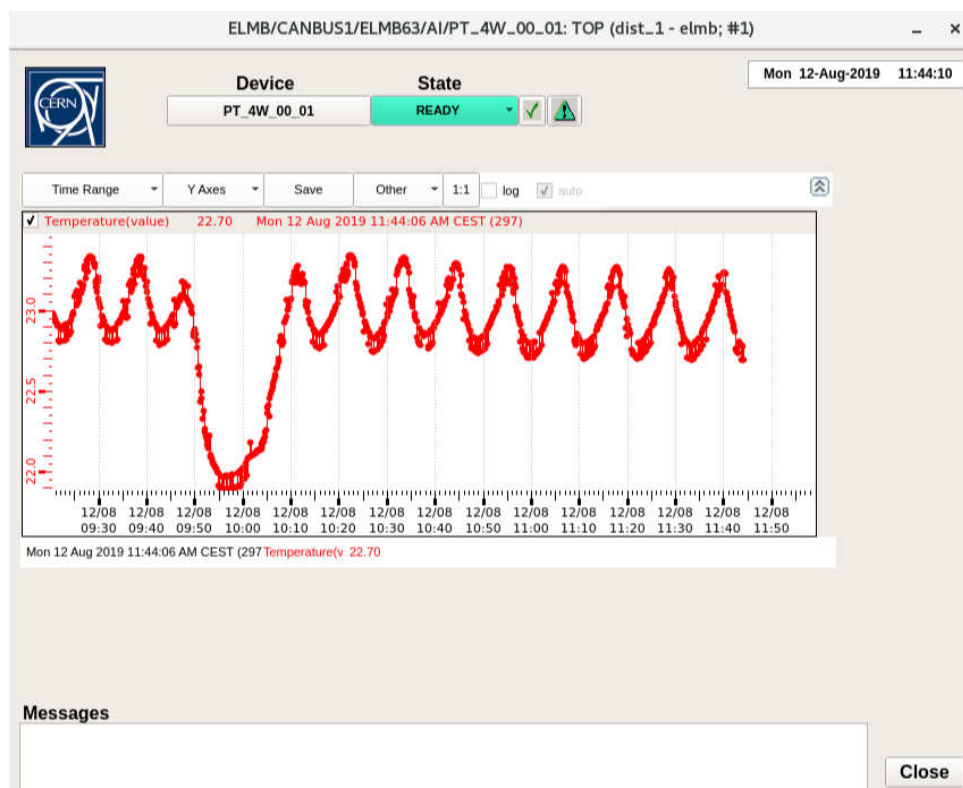 ELMB/CANBUS1/ELMB63/AI/PT_4W_00_01: TOP (dist_1 - elmb; #1)
Mon 12-Aug-2019 11:44:10
CERN
Device State
PT_4W_00_01 READY
Time Range Y Axes Save Other 1:1 log auto
Temperature(value) 22.70 Mon 12 Aug 2019 11:44:06 AM CEST (297)
23.0
22.5
22.0
12/08 12/08 12/08 12/08 12/08 12/08 12/08 12/08 12/08 12/08 12/08 12/08 12/08 12/08 12/08
09:30 09:40 09:50 10:00 10:10 10:20 10:30 10:40 10:50 11:00 11:10 11:20 11:30 11:40 11:50
Mon 12 Aug 2019 11:44:06 AM CEST (297 Temperature(v 22.70
Messages
Close